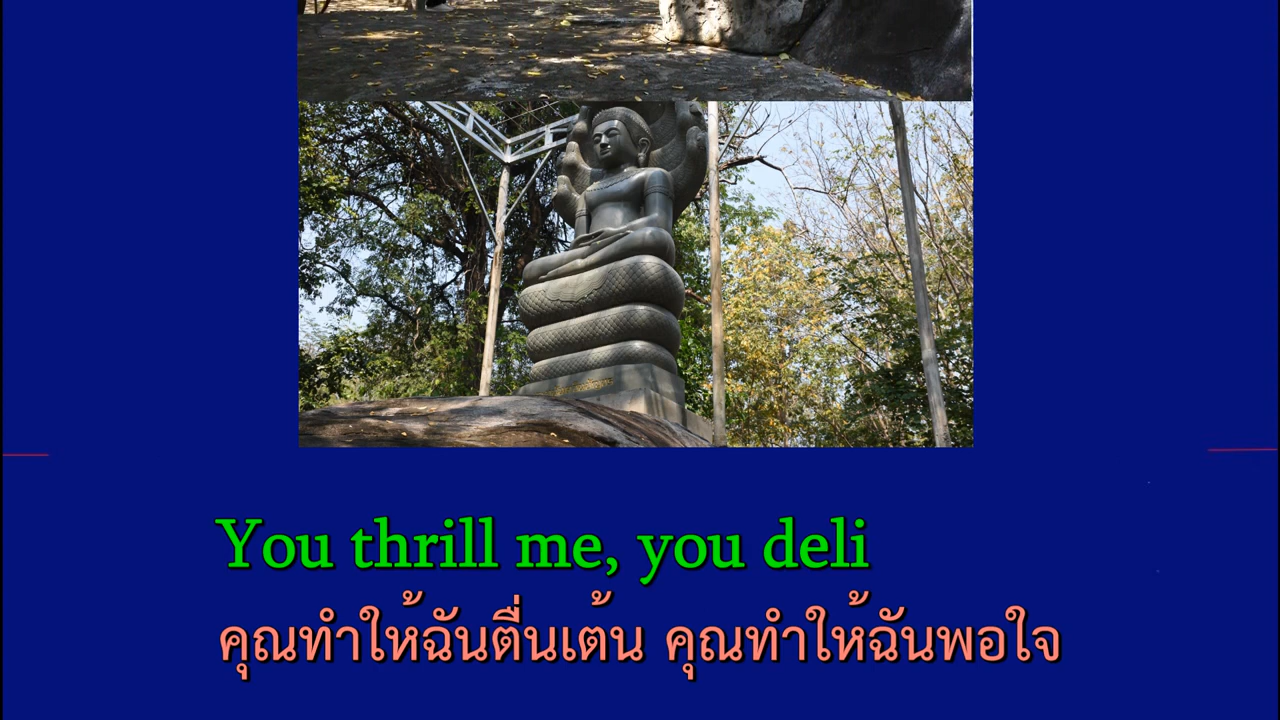 You thrill me, you deli
คุณทำให้ฉันตื่นเต้น คุณทำให้ฉันพอใจ